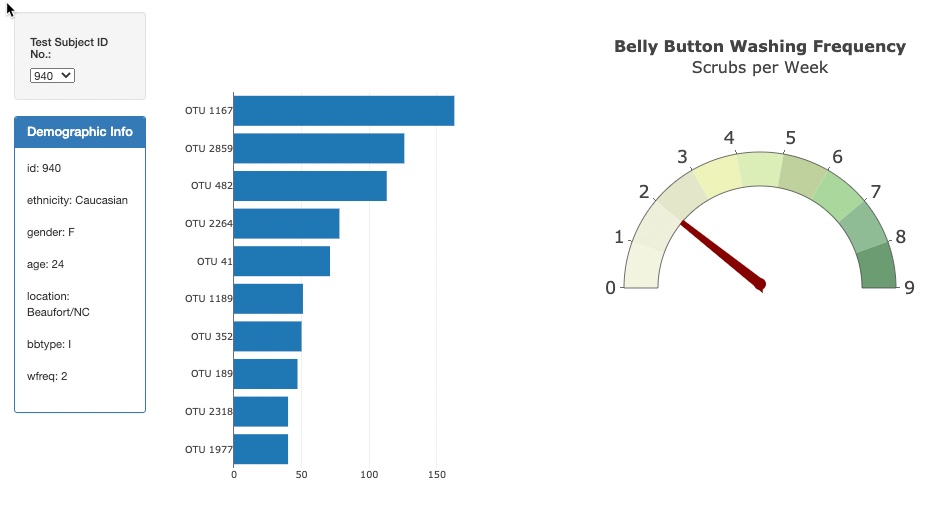 Test Subject ID
No.:
940
Demographic Info
id: 940
ethnicity: Caucasian
gender: F
age: 24
location:
Beaufort/NC
bbtype: I
wfreq: 2
OTU 1167
OTU 2859
OTU 482
OTU 2264
OTU 41
OTU 1189
OTU 352
OTU 189
OTU 2318
OTU 1977
0
50
100
150
Belly Button Washing Frequency
Scrubs per Week
0
1
2
3
4
5
6
7
8
9